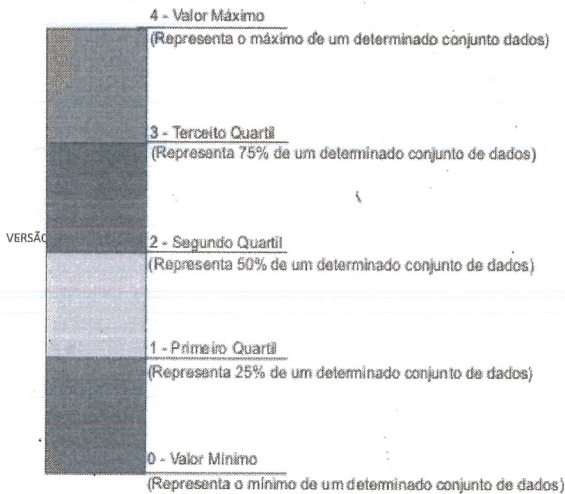 4 - Valor Máximo
(Representa o máximo de um determinado conjunto dados)
3 - Terceito Quartil
(Representa 75% de um determinado conjunto de dados)
VERSÃO
2 - Segundo Quartil
(Representa 50% de um determinado conjunto de dados)
1 - Primeiro Quartil
(Representa 25% de um determinado conjunto de dados)
0 - Valor Mínimo
(Representa o mínimo de um determinado conjunto de dados)